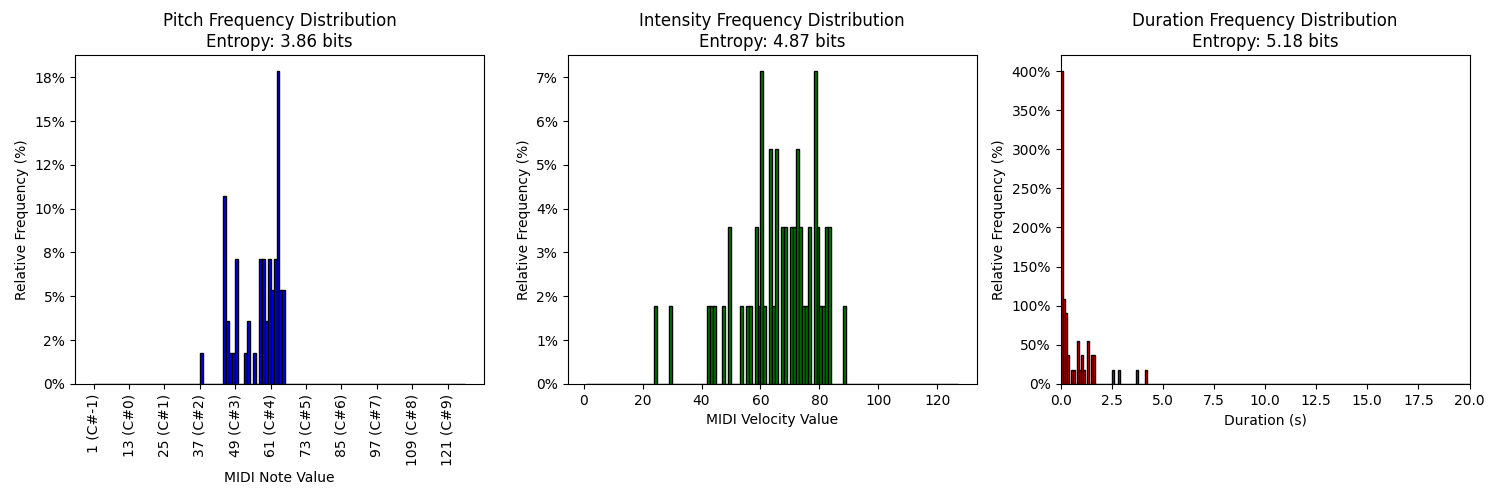 Pitch Frequency Distribution
Entropy: 3.86 bits
Relative Frequency (%)
18%
15%
12%
10%
8%
5%
2%
0%
1 (C#-1)
13 (C#0)
25 (C#1)
37 (C#2)
49 (C#3)
61 (C#4)
73 (C#5)
85 (C#6)
97 (C#7)
109 (C#8)
121 (C#9)
MIDI Note Value
Intensity Frequency Distribution
Entropy: 4.87 bits
Relative Frequency (%)
7%
6%
5%
4%
3%
2%
1%
0%
0 20 40 60 80 100 120
MIDI Velocity Value
Duration Frequency Distribution
Entropy: 5.18 bits
Relative Frequency (%)
400%
350%
300%
250%
200%
150%
100%
50%
0%
0.0 2.5 5.0 7.5 10.0 12.5 15.0 17.5 20.0
Duration (s)